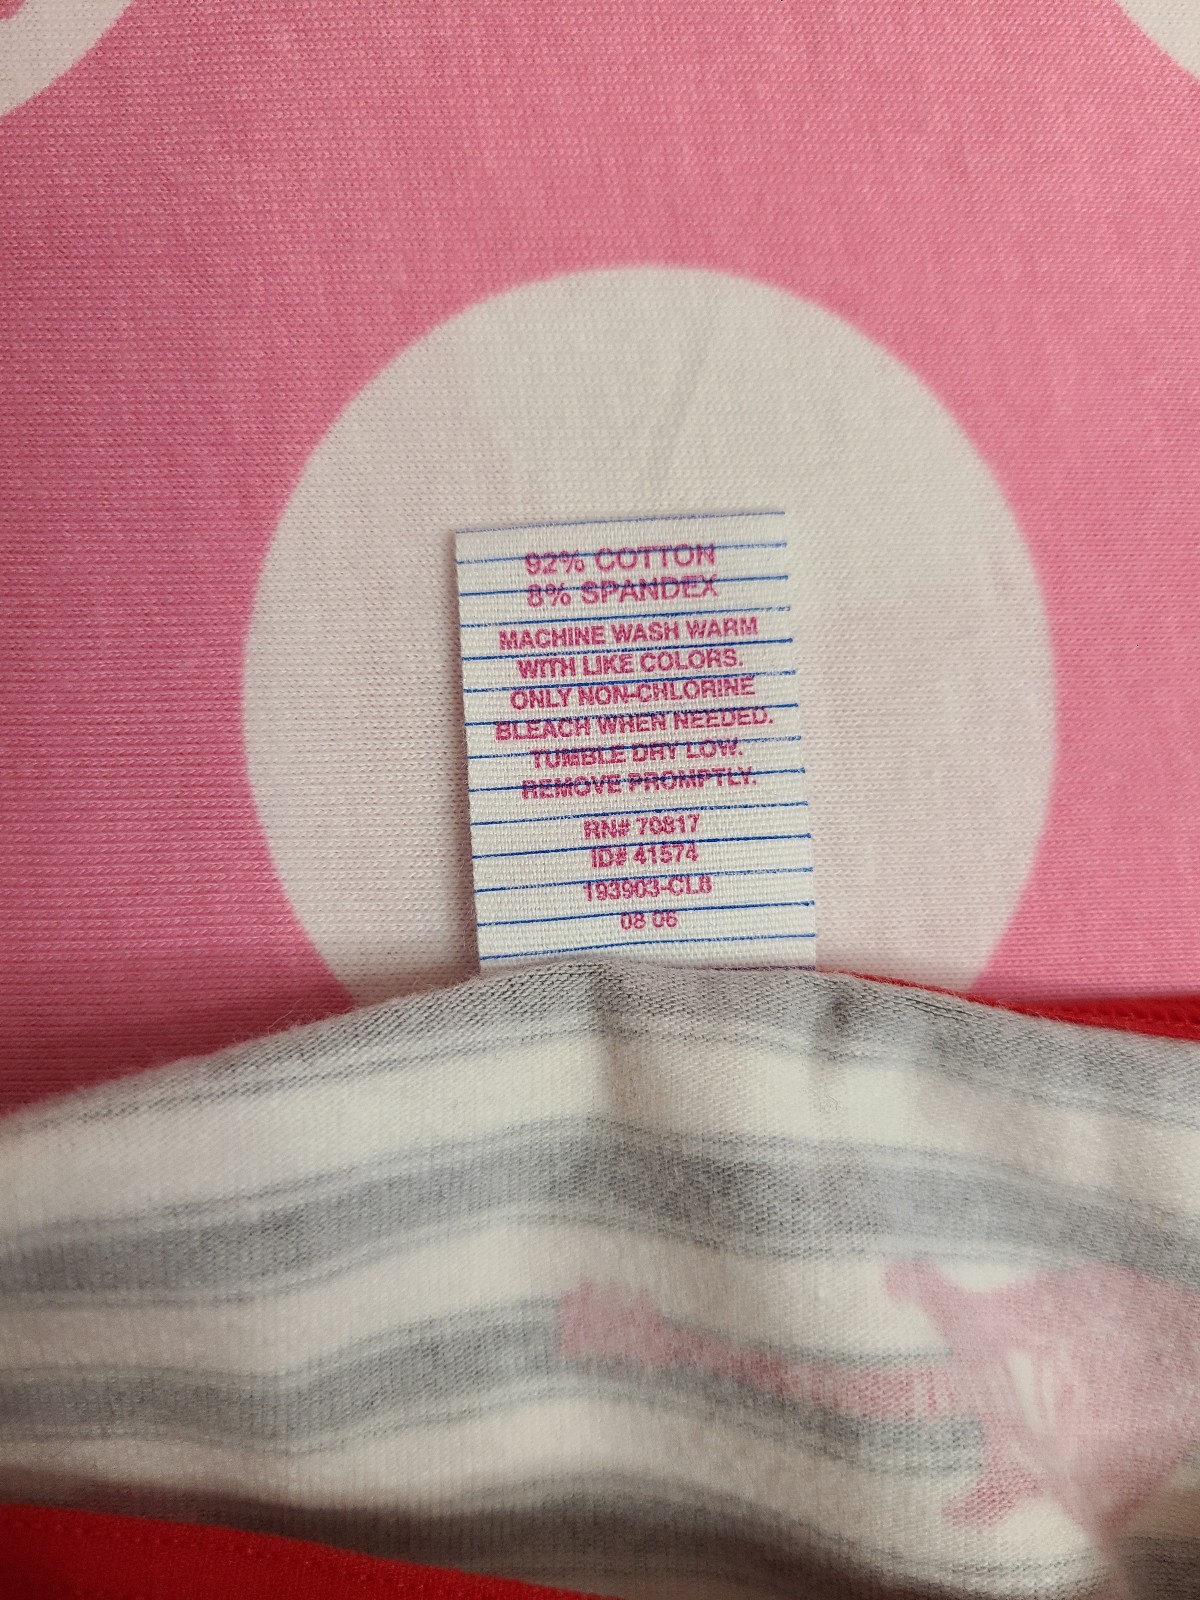 92% COTTON
8% SPANDEX
MACHINE WASH WARM
WITH LIKE COLORS.
ONLY NON-CHLORINE
BLEACH WHEN NEEDED.
TUMBLE DRY LOW.
REMOVE PROMPTLY.
RN# 70817
ID# 41574
193903-CL8
08 06